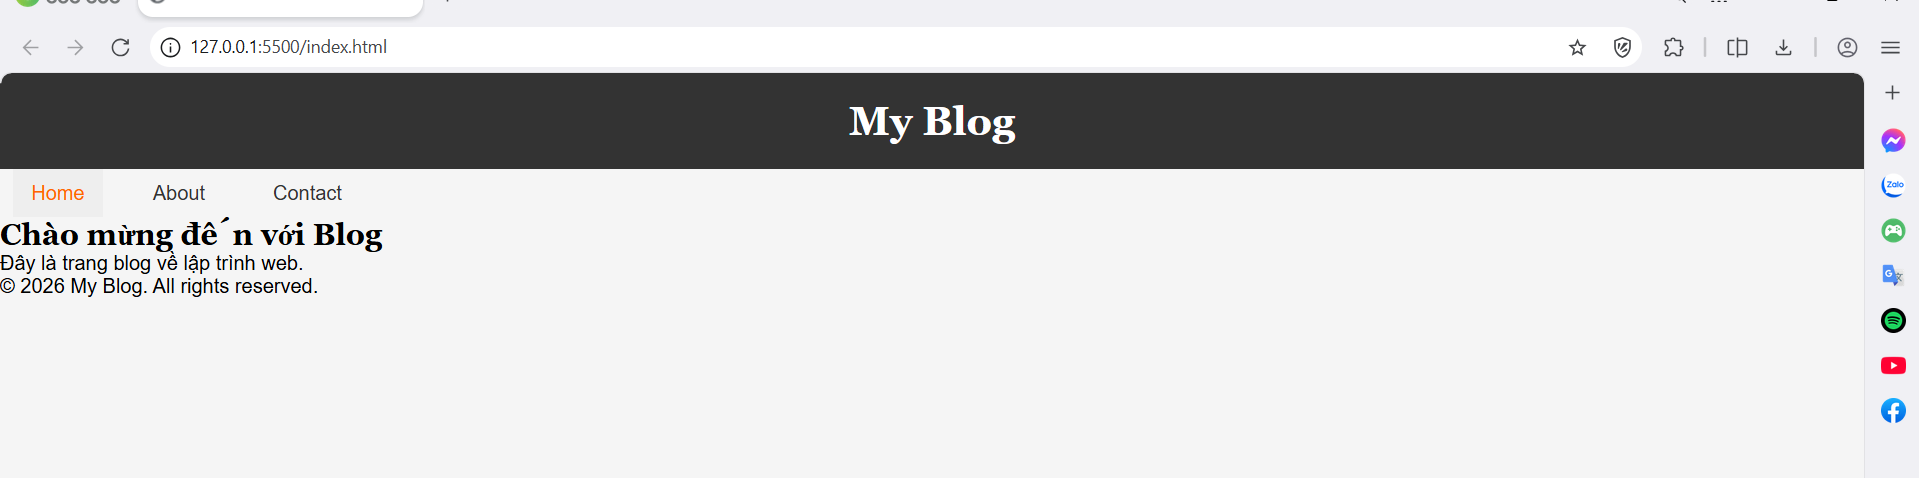 127.0.0.1:5500/index.html
My Blog
Home About Contact
Chào mừng đến với Blog
Đây là trang blog về lập trình web.
© 2026 My Blog. All rights reserved.
Zalo